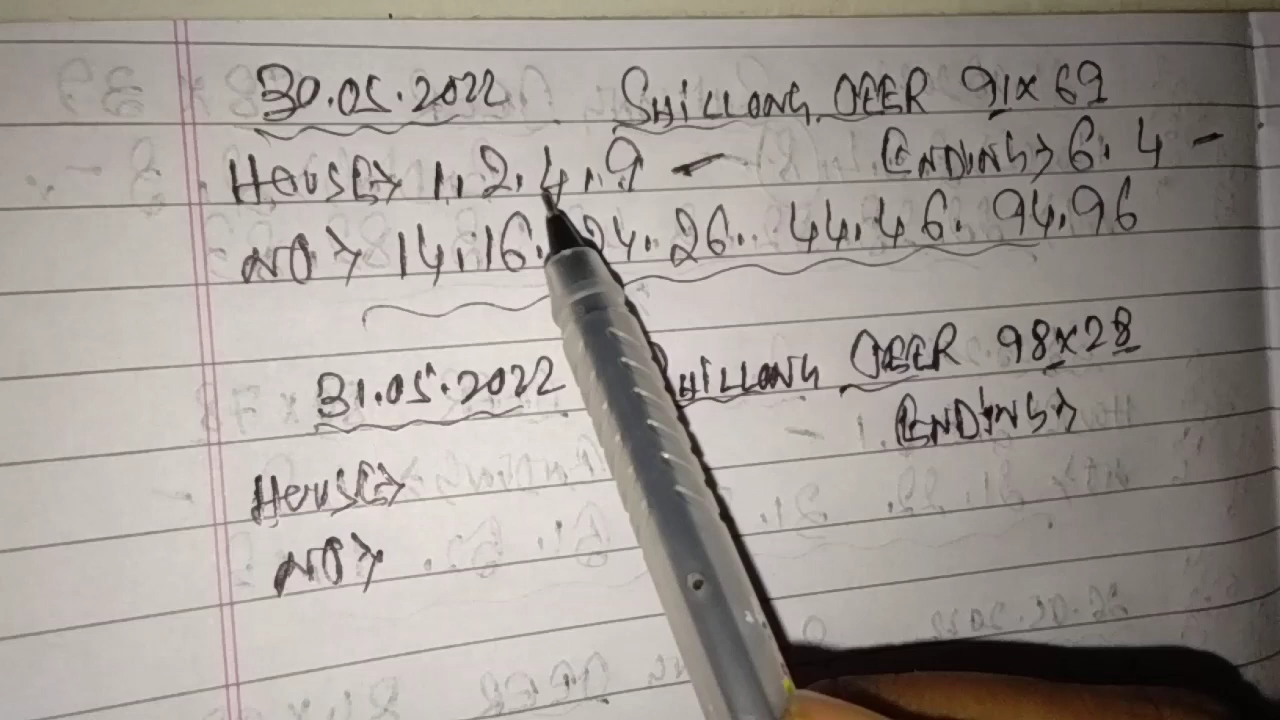 30.05.2022 SHILLONG OEER 91x69
HOUSE> 1.2.4.9 - ENDING> 6.4 -
NO > 14.16.24.26. 44.46. 94.96
31.05.2022 SHILLONG OEER 98x28
ENDING>
HOUSE>
NO>